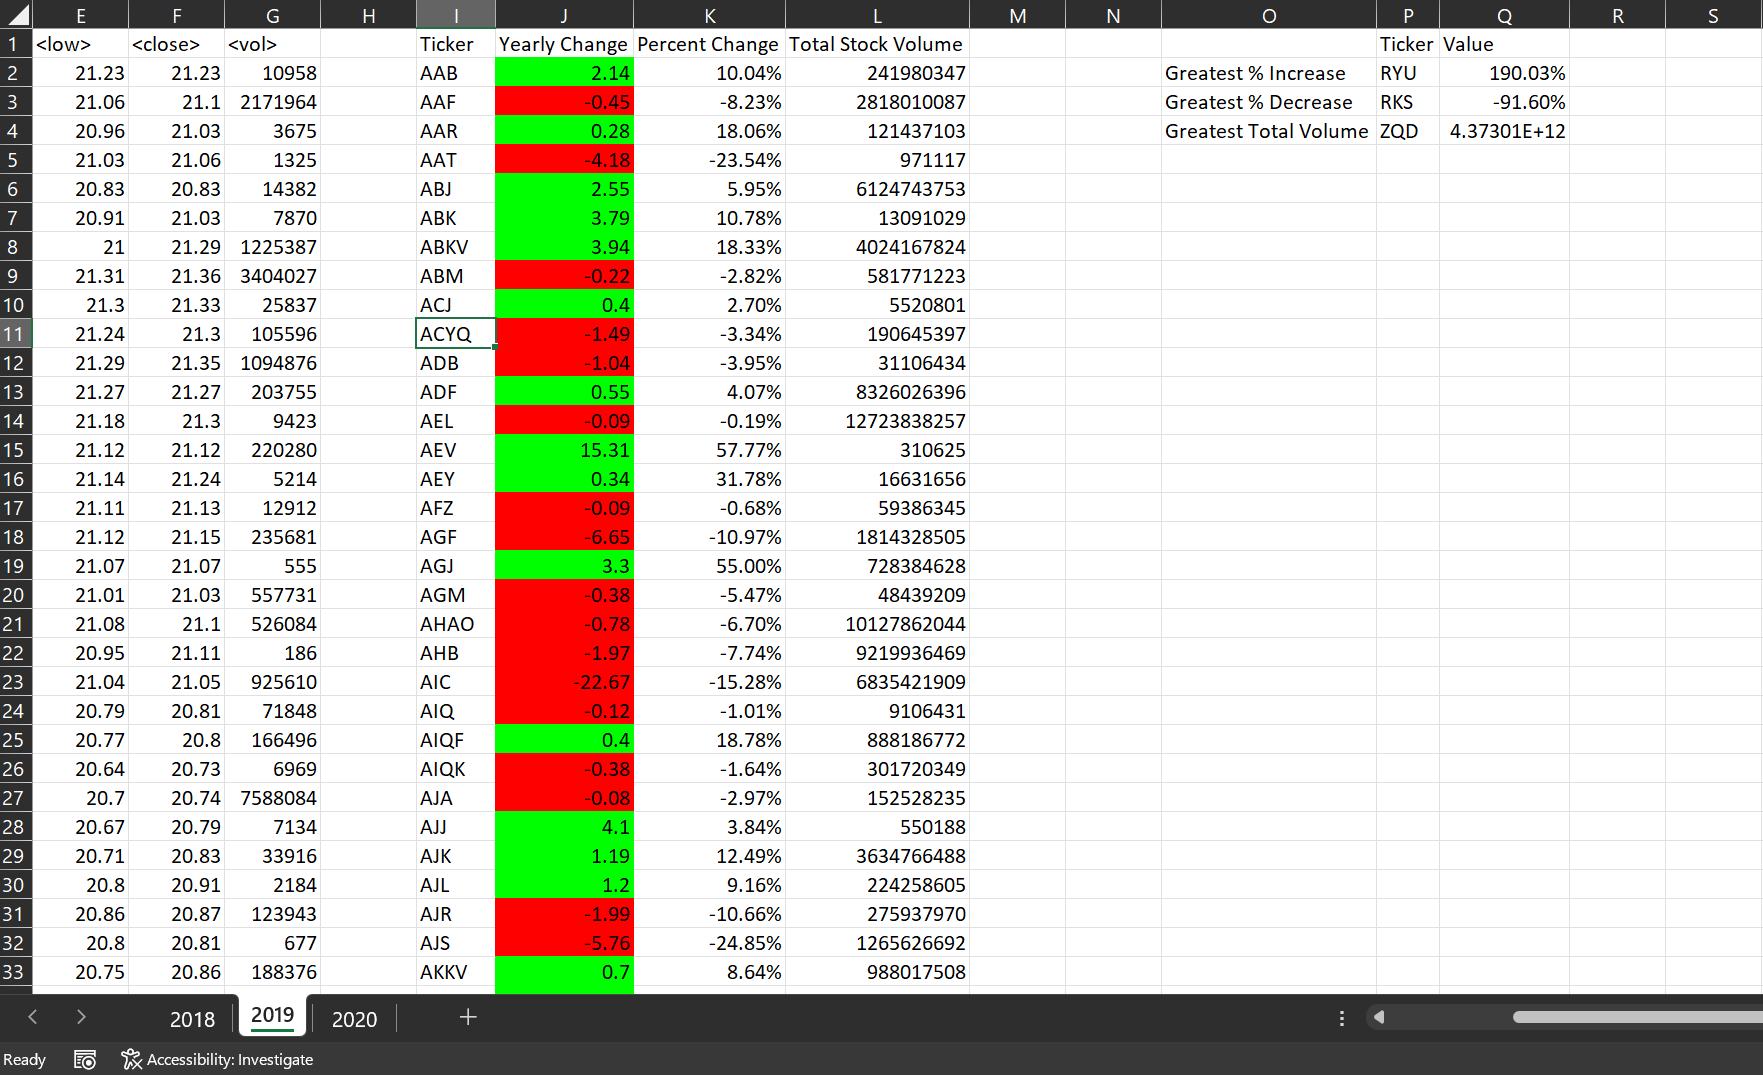 E F G H I J K L M N O P Q R S
1 <low> <close> <vol> Ticker Yearly Change Percent Change Total Stock Volume Ticker Value
2 21.23 21.23 10958 AAB 2.14 10.04% 241980347 Greatest % Increase RYU 190.03%
3 21.06 21.1 2171964 AAF -0.45 -8.23% 2818010087 Greatest % Decrease RKS -91.60%
4 20.96 21.03 3675 AAR 0.28 18.06% 121437103 Greatest Total Volume ZQD 4.37301E+12
5 21.03 21.06 1325 AAT -4.18 -23.54% 971117
6 20.83 20.83 14382 ABJ 2.55 5.95% 6124743753
7 20.91 21.03 7870 ABK 3.79 10.78% 13091029
8 21 21.29 1225387 ABKV 3.94 18.33% 4024167824
9 21.31 21.36 3404027 ABM -0.22 -2.82% 581771223
10 21.3 21.33 25837 ACJ 0.4 2.70% 5520801
11 21.24 21.3 105596 ACYQ -1.49 -3.34% 190645397
12 21.29 21.35 1094876 ADB -1.04 -3.95% 31106434
13 21.27 21.27 203755 ADF 0.55 4.07% 8326026396
14 21.18 21.3 9423 AEL -0.09 -0.19% 12723838257
15 21.12 21.12 220280 AEV 15.31 57.77% 310625
16 21.14 21.24 5214 AEY 0.34 31.78% 16631656
17 21.11 21.13 12912 AFZ -0.09 -0.68% 59386345
18 21.12 21.15 235681 AGF -6.65 -10.97% 1814328505
19 21.07 21.07 555 AGJ 3.3 55.00% 728384628
20 21.01 21.03 557731 AGM -0.38 -5.47% 48439209
21 21.08 21.1 526084 AHAO -0.78 -6.70% 10127862044
22 20.95 21.11 186 AHB -1.97 -7.74% 9219936469
23 21.04 21.05 925610 AIC -22.67 -15.28% 6835421909
24 20.79 20.81 71848 AIQ -0.12 -1.01% 9106431
25 20.77 20.8 166496 AIQF 0.4 18.78% 888186772
26 20.64 20.73 6969 AIQK -0.38 -1.64% 301720349
27 20.7 20.74 7588084 AJA -0.08 -2.97% 152528235
28 20.67 20.79 7134 AJJ 4.1 3.84% 550188
29 20.71 20.83 33916 AJK 1.19 12.49% 3634766488
30 20.8 20.91 2184 AJL 1.2 9.16% 224258605
31 20.86 20.87 123943 AJR -1.99 -10.66% 275937970
32 20.8 20.81 677 AJS -5.76 -24.85% 1265626692
33 20.75 20.86 188376 AKKV 0.7 8.64% 988017508
2018 2019 2020
Ready Accessibility: Investigate